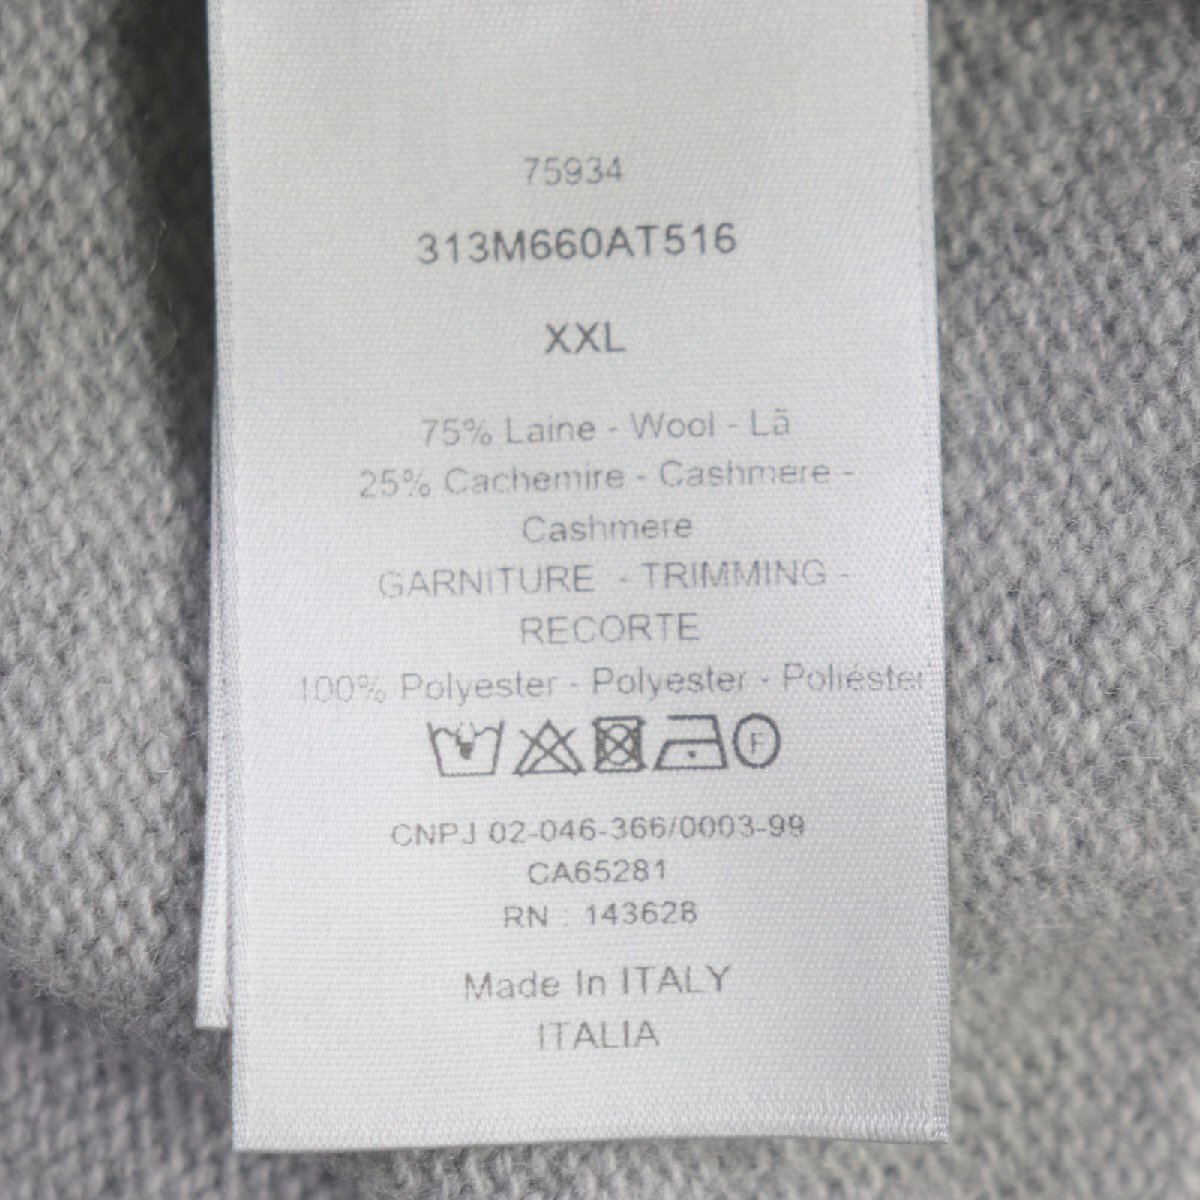 75934
313M660AT516
XXL
75% Laine - Wool - Lä
25% Cachemire - Cashmere -
Cashmere
GARNITURE - TRIMMING -
RECORTE
100% Polyester - Polyester - Poliéster
F
CNPJ 02-046-366/0003-99
CA65281
RN : 143628
Made In ITALY
ITALIA